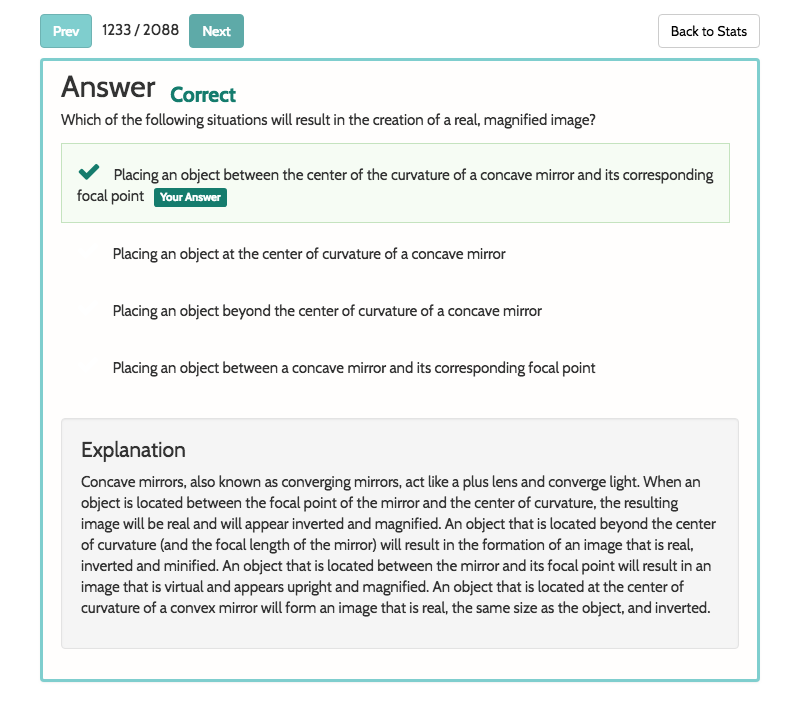 Prev 1233 / 2088 Next Back to Stats
Answer Correct
Which of the following situations will result in the creation of a real, magnified image?
Placing an object between the center of the curvature of a concave mirror and its corresponding
focal point Your Answer
Placing an object at the center of curvature of a concave mirror
Placing an object beyond the center of curvature of a concave mirror
Placing an object between a concave mirror and its corresponding focal point
Explanation
Concave mirrors, also known as converging mirrors, act like a plus lens and converge light. When an
object is located between the focal point of the mirror and the center of curvature, the resulting
image will be real and will appear inverted and magnified. An object that is located beyond the center
of curvature (and the focal length of the mirror) will result in the formation of an image that is real,
inverted and minified. An object that is located between the mirror and its focal point will result in an
image that is virtual and appears upright and magnified. An object that is located at the center of
curvature of a convex mirror will form an image that is real, the same size as the object, and inverted.